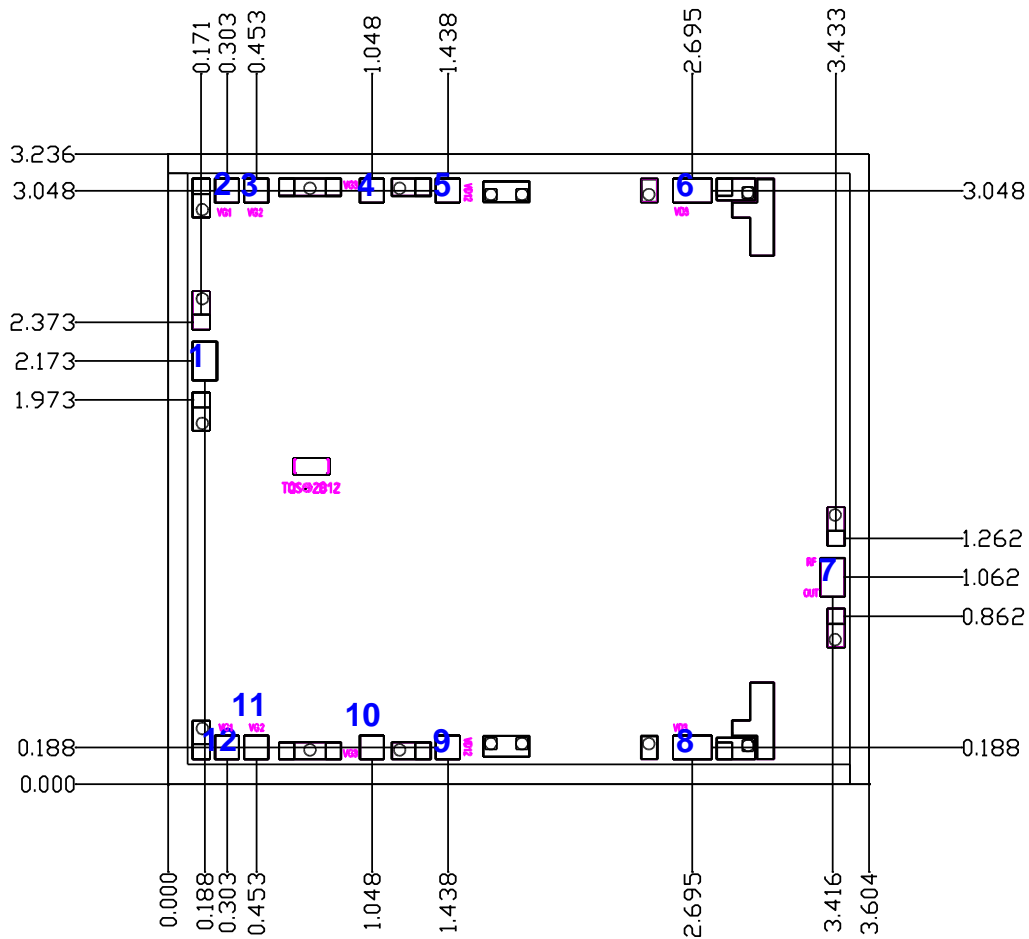 0.171 0.303 0.453 1.048 1.438 2.695 3.433
3.236
3.048 2 3 VG3 4 5 VD12 6 3.048
VG1 VG2 VD3
2.373
2.173 1
1.973
1.262
RF 7 1.062
OUT
0.862
11
10
VG1 VG2 VD3
0.188 12 VG3 9 VD12 8 0.188
0.000
0.000 0.188 0.303 0.453 1.048 1.438 2.695 3.416 3.604